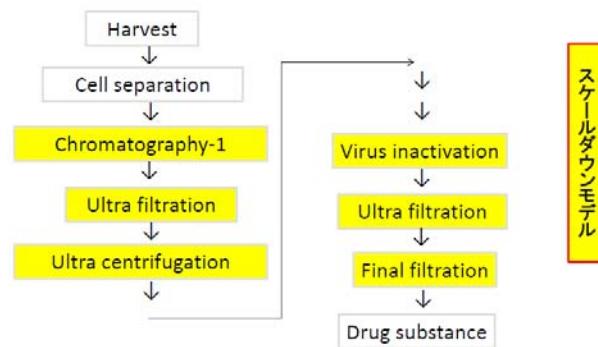 Harvest
Cell separation
Chromatography-1
Ultra filtration
Ultra centrifugation
Virus inactivation
Ultra filtration
Final filtration
Drug substance
スケールダウンモデル